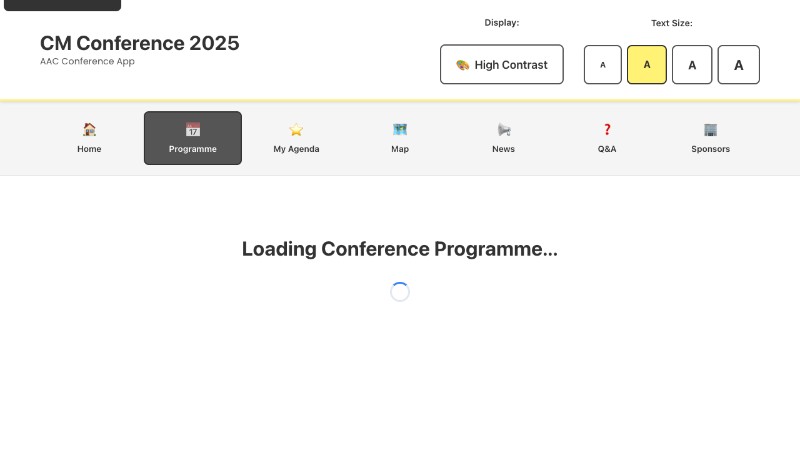 CM Conference 2025
AAC Conference App
Display:
High Contrast
Text Size:
A
A
A
A
17
Home
Programme
My Agenda
Map
News
Q&A
Sponsors
Loading Conference Programme...